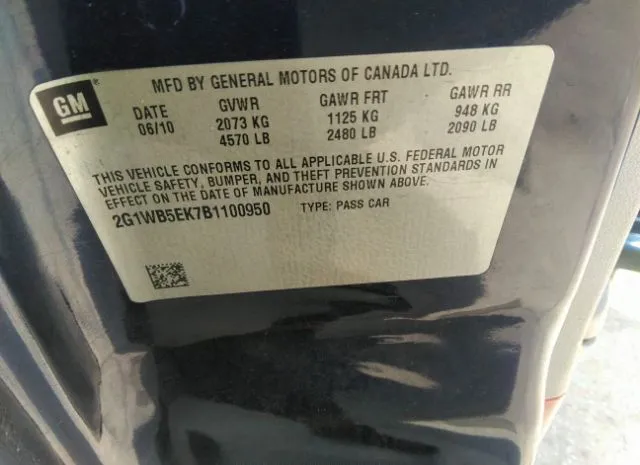 GM
MFD BY GENERAL MOTORS OF CANADA LTD.
DATE GVWR GAWR FRT GAWR RR
06/10 2073 KG 1125 KG 948 KG
4570 LB 2480 LB 2090 LB
THIS VEHICLE CONFORMS TO ALL APPLICABLE U.S. FEDERAL MOTOR
VEHICLE SAFETY, BUMPER, AND THEFT PREVENTION STANDARDS IN
EFFECT ON THE DATE OF MANUFACTURE SHOWN ABOVE.
2G1WB5EK7B1100950 TYPE: PASS CAR